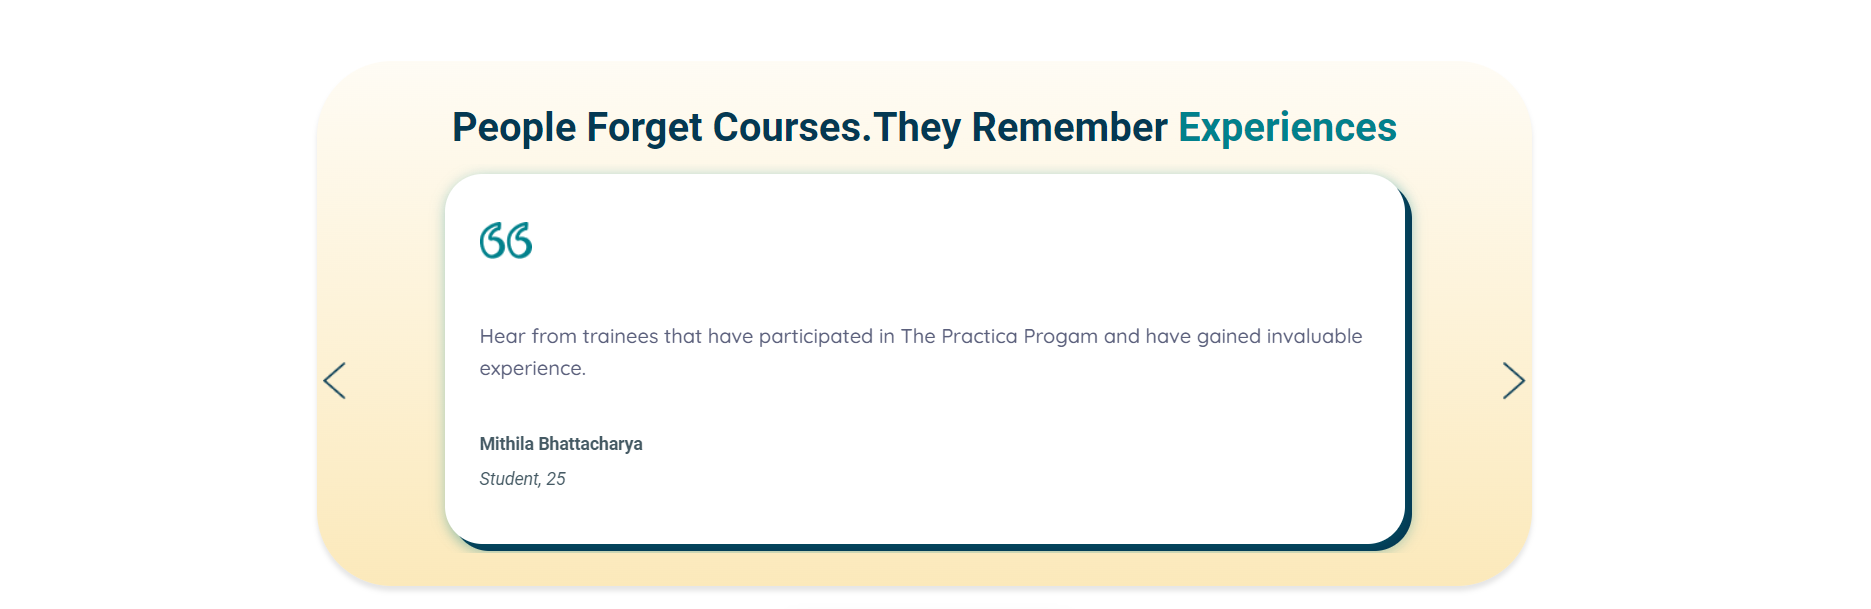 People Forget Courses.They Remember Experiences
❝
Hear from trainees that have participated in The Practica Progam and have gained invaluable
experience.
Mithila Bhattacharya
Student, 25